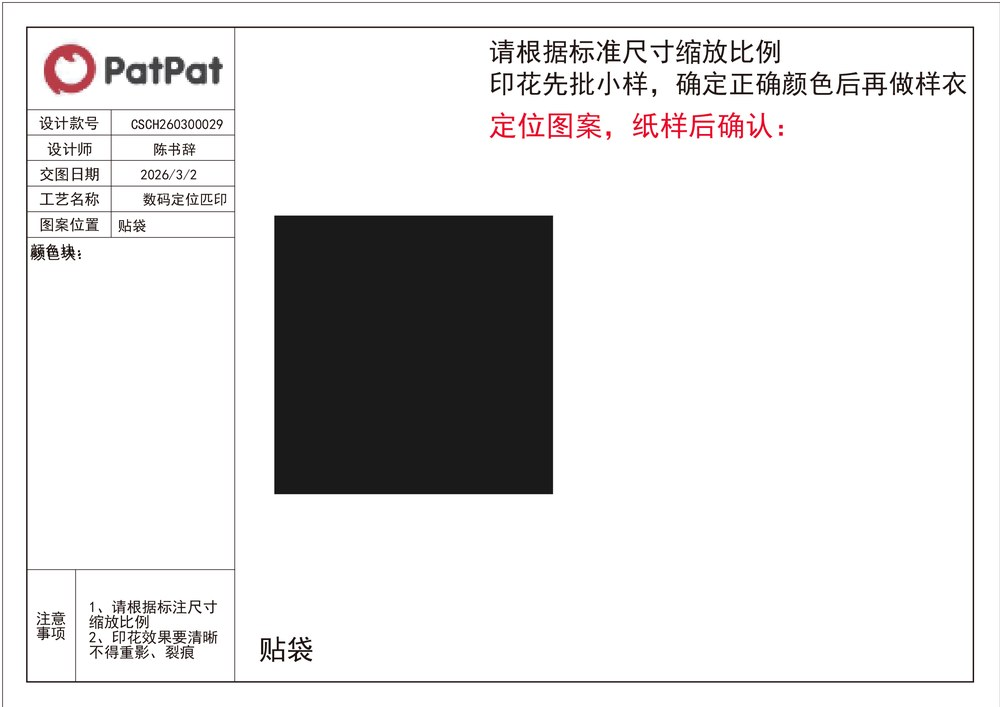 PatPat
设计款号 CSCH260300029
设计师 陈书辞
交图日期 2026/3/2
工艺名称 数码定位匹印
图案位置 贴袋
颜色块：
注意
事项
1、请根据标注尺寸
缩放比例
2、印花效果要清晰
不得重影、裂痕
请根据标准尺寸缩放比例
印花先批小样，确定正确颜色后再做样衣
定位图案，纸样后确认：
贴袋